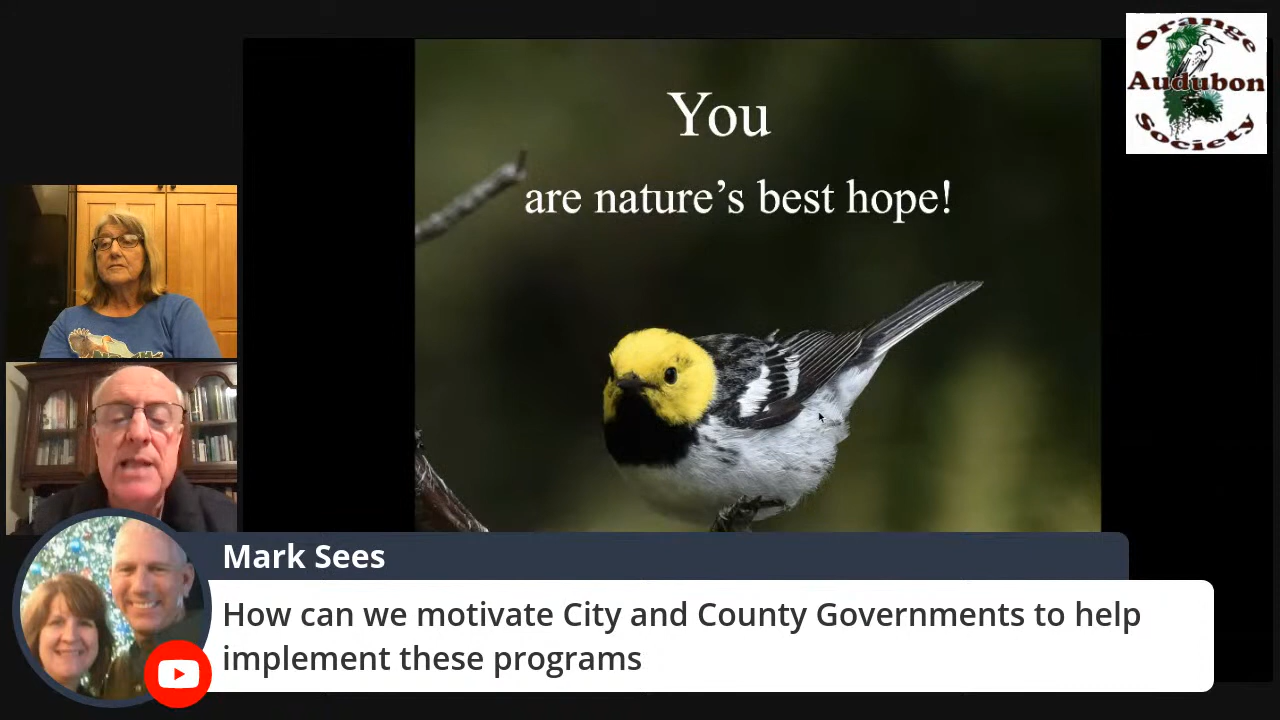 You
are nature's best hope!
Orange
Audubon
Society
Mark Sees
How can we motivate City and County Governments to help
implement these programs